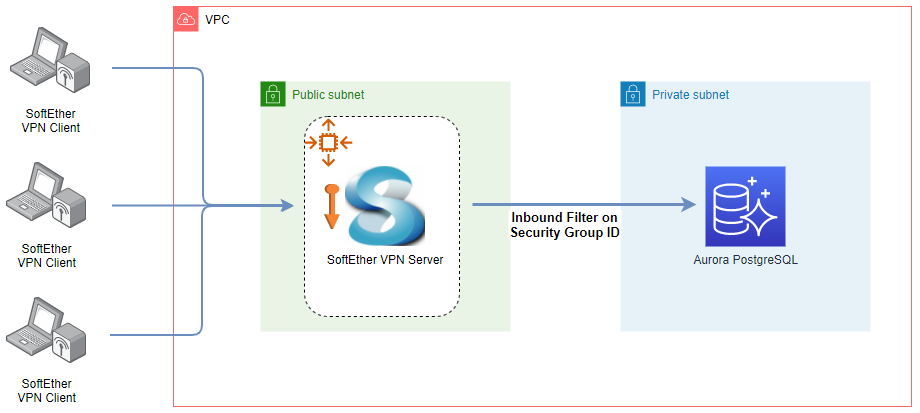 VPC
SoftEther
VPN Client
Public subnet
Private subnet
SoftEther
VPN Client
Inbound Filter on
Security Group ID
SoftEther VPN Server
Aurora PostgreSQL
SoftEther
VPN Client